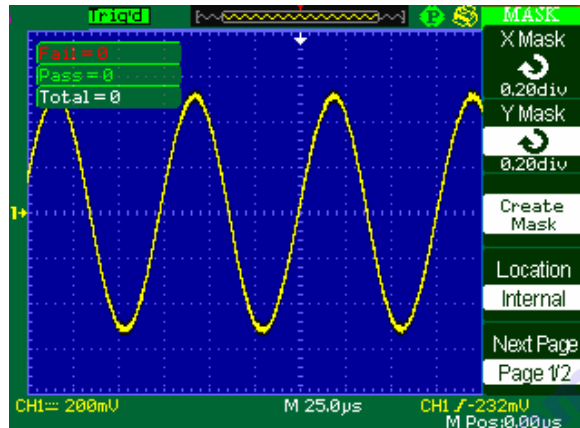 Trig'd
P
MASK
Fail=0
Pass=0
Total=0
X Mask
0.20div
Y Mask
0.20div
Create
Mask
Location
Internal
Next Page
Page 1/2
1
CH1 200mV
M 25.0µs
CH1 -232mV
M Pos:0.00µs